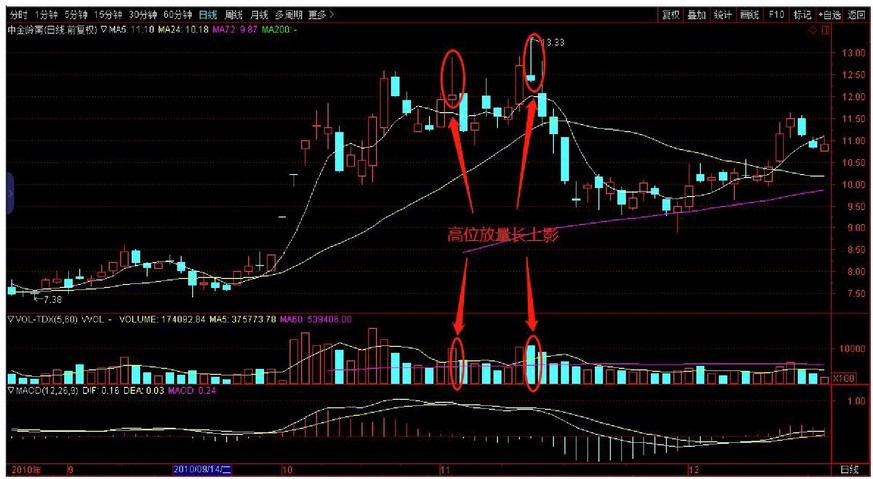 分时 1分钟 5分钟 15分钟 30分钟 60分钟 日线 周线 月线 多周期 更多> 复权 叠加 统计 画线 F10 标记 +自选 返回
中金岭南(日线.前复权) ▽MA5: 11.10 MA24: 10.18 MA72: 9.87 MA200: -
13.33
13.00
12.50
12.00
11.50
11.00
10.50
10.00
9.50
高位放量长上影
9.00
8.50
8.00
7.50
7.38
▽VOL-TDX(5,60) VVOL - VOLUME: 174092.84 MA5: 375773.78 MA60: 539408.00
10000
X100
▽MACD(12,26,9) DIF: 0.16 DEA: 0.03 MACD: 0.24
1.00
2010年 9 2010/09/14/二 10 11 12 日线